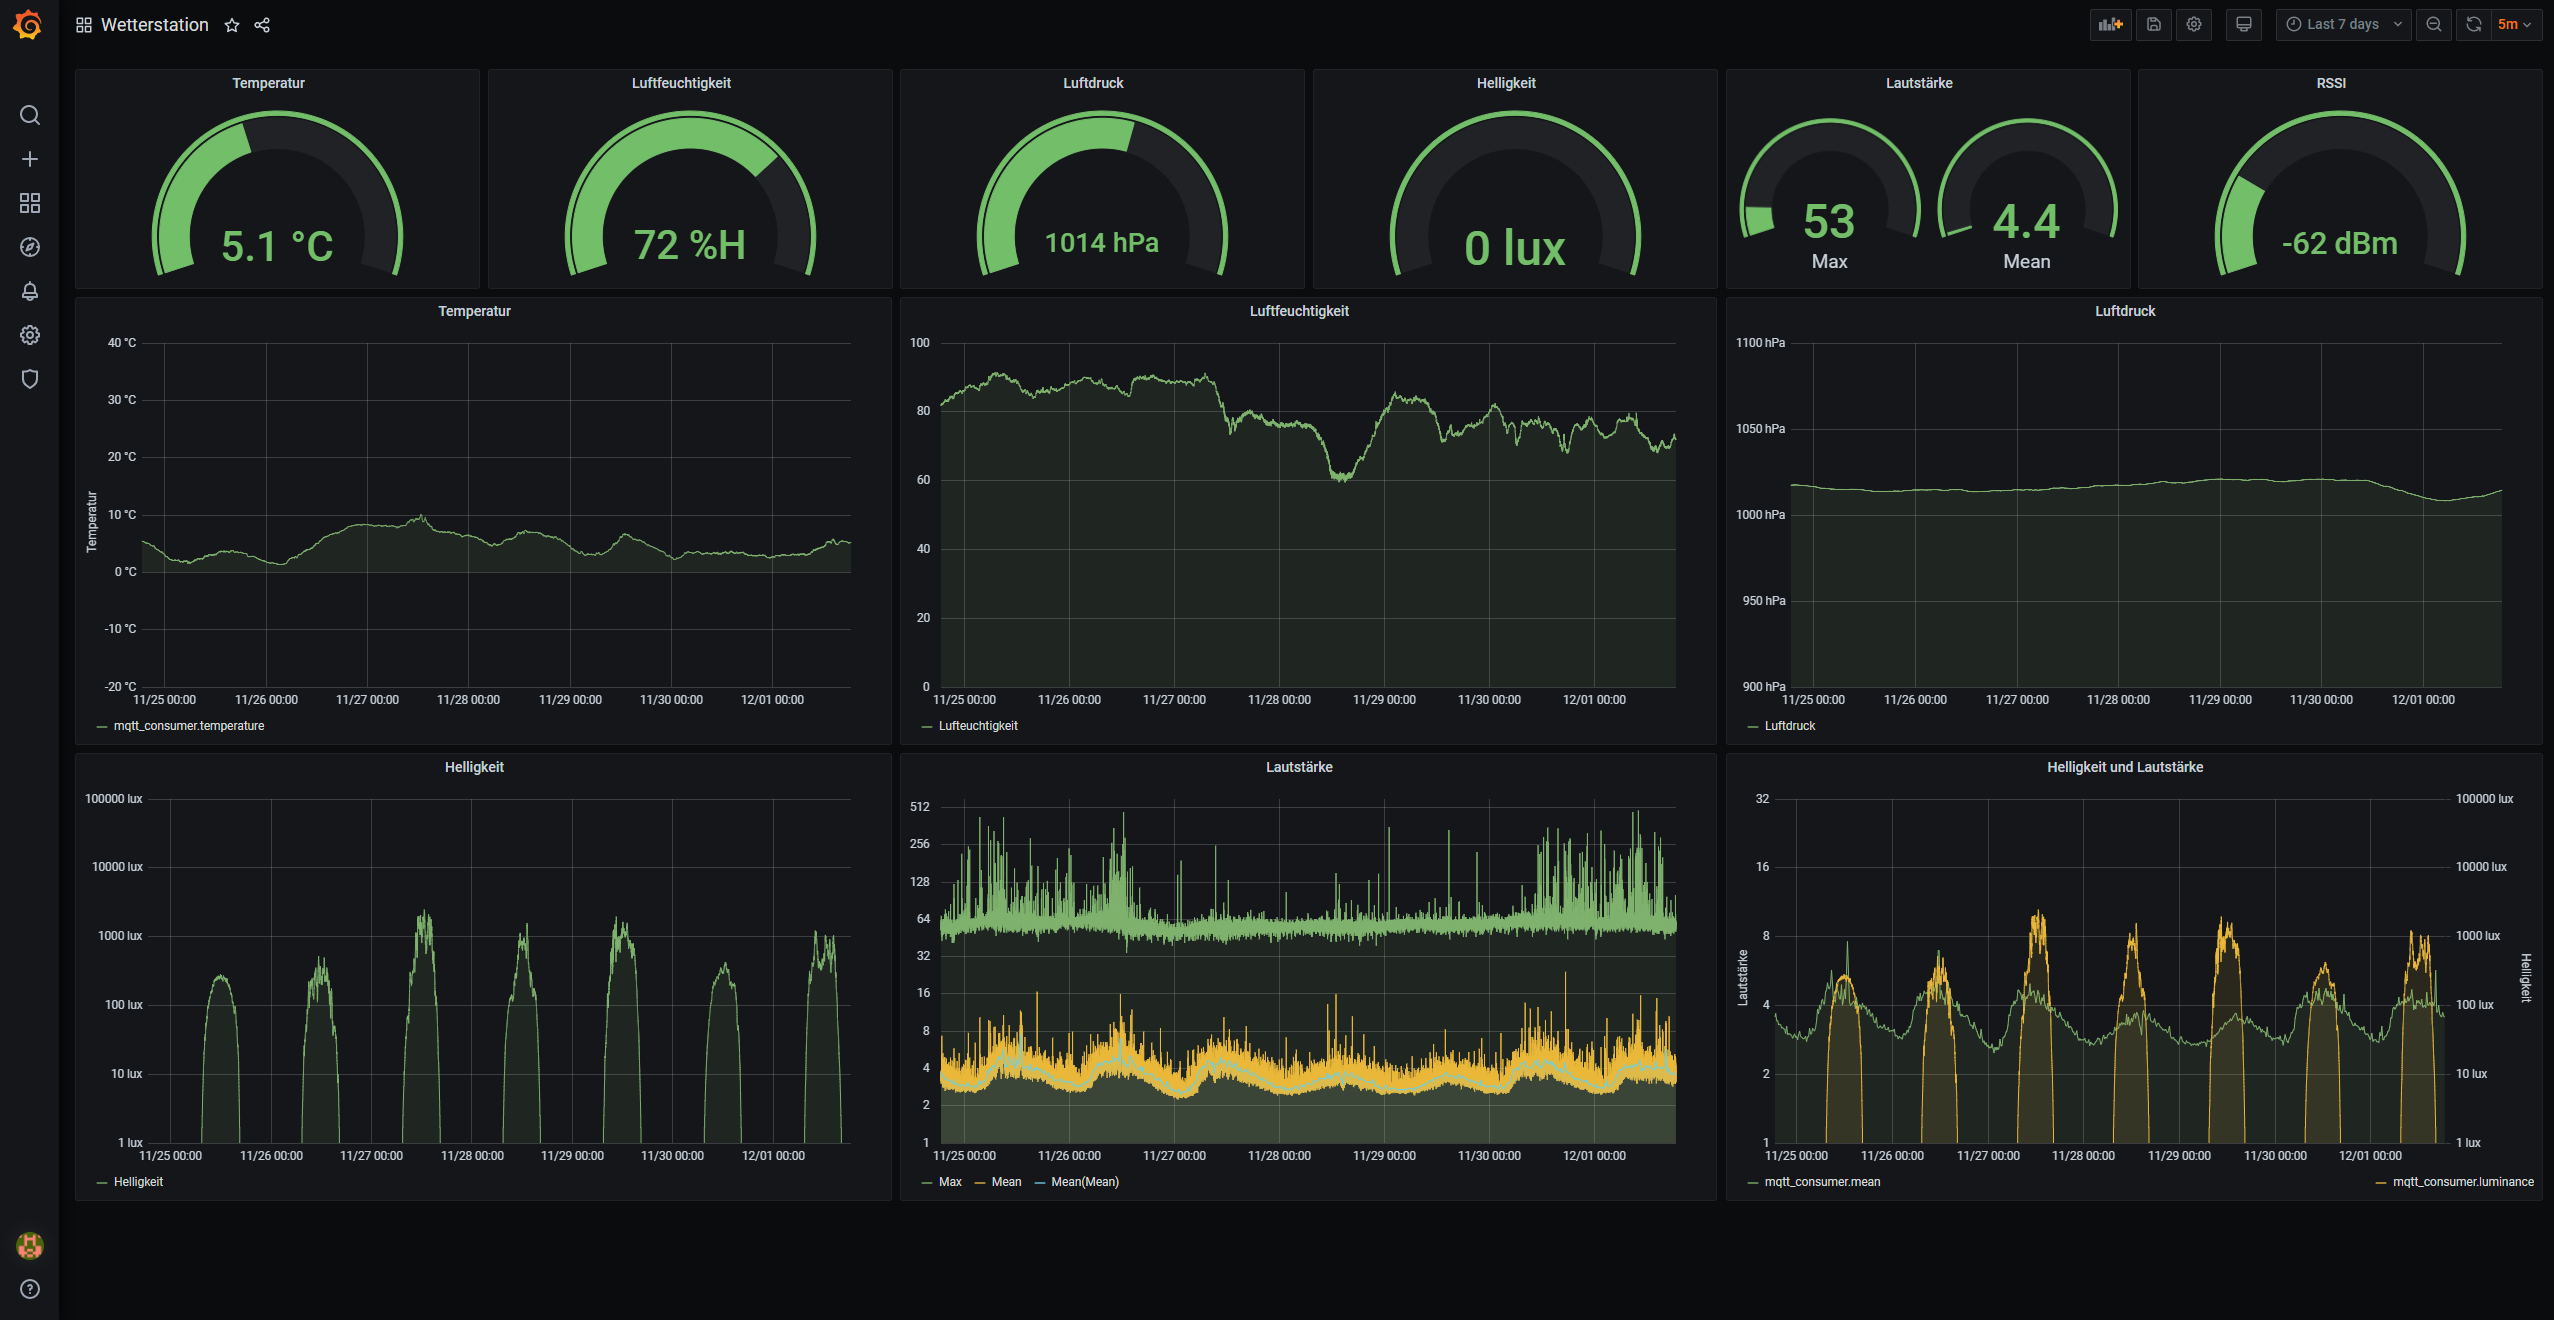 Wetterstation
Last 7 days
5m
Temperatur
5.1 °C
Luftfeuchtigkeit
72 %H
Luftdruck
1014 hPa
Helligkeit
0 lux
Lautstärke
53
Max
4.4
Mean
RSSI
-62 dBm
Temperatur
Temperatur
40 °C
30 °C
20 °C
10 °C
0 °C
-10 °C
-20 °C
11/25 00:00 11/26 00:00 11/27 00:00 11/28 00:00 11/29 00:00 11/30 00:00 12/01 00:00
mqtt_consumer.temperature
Luftfeuchtigkeit
100
80
60
40
20
0
11/25 00:00 11/26 00:00 11/27 00:00 11/28 00:00 11/29 00:00 11/30 00:00 12/01 00:00
Lufteuchtigkeit
Luftdruck
1100 hPa
1050 hPa
1000 hPa
950 hPa
900 hPa
11/25 00:00 11/26 00:00 11/27 00:00 11/28 00:00 11/29 00:00 11/30 00:00 12/01 00:00
Luftdruck
Helligkeit
100000 lux
10000 lux
1000 lux
100 lux
10 lux
1 lux
11/25 00:00 11/26 00:00 11/27 00:00 11/28 00:00 11/29 00:00 11/30 00:00 12/01 00:00
Helligkeit
Lautstärke
512
256
128
64
32
16
8
4
2
1
11/25 00:00 11/26 00:00 11/27 00:00 11/28 00:00 11/29 00:00 11/30 00:00 12/01 00:00
Max Mean Mean(Mean)
Helligkeit und Lautstärke
Lautstärke
32
16
8
4
2
1
100000 lux
10000 lux
1000 lux
100 lux
10 lux
1 lux
Helligkeit
11/25 00:00 11/26 00:00 11/27 00:00 11/28 00:00 11/29 00:00 11/30 00:00 12/01 00:00
mqtt_consumer.mean mqtt_consumer.luminance